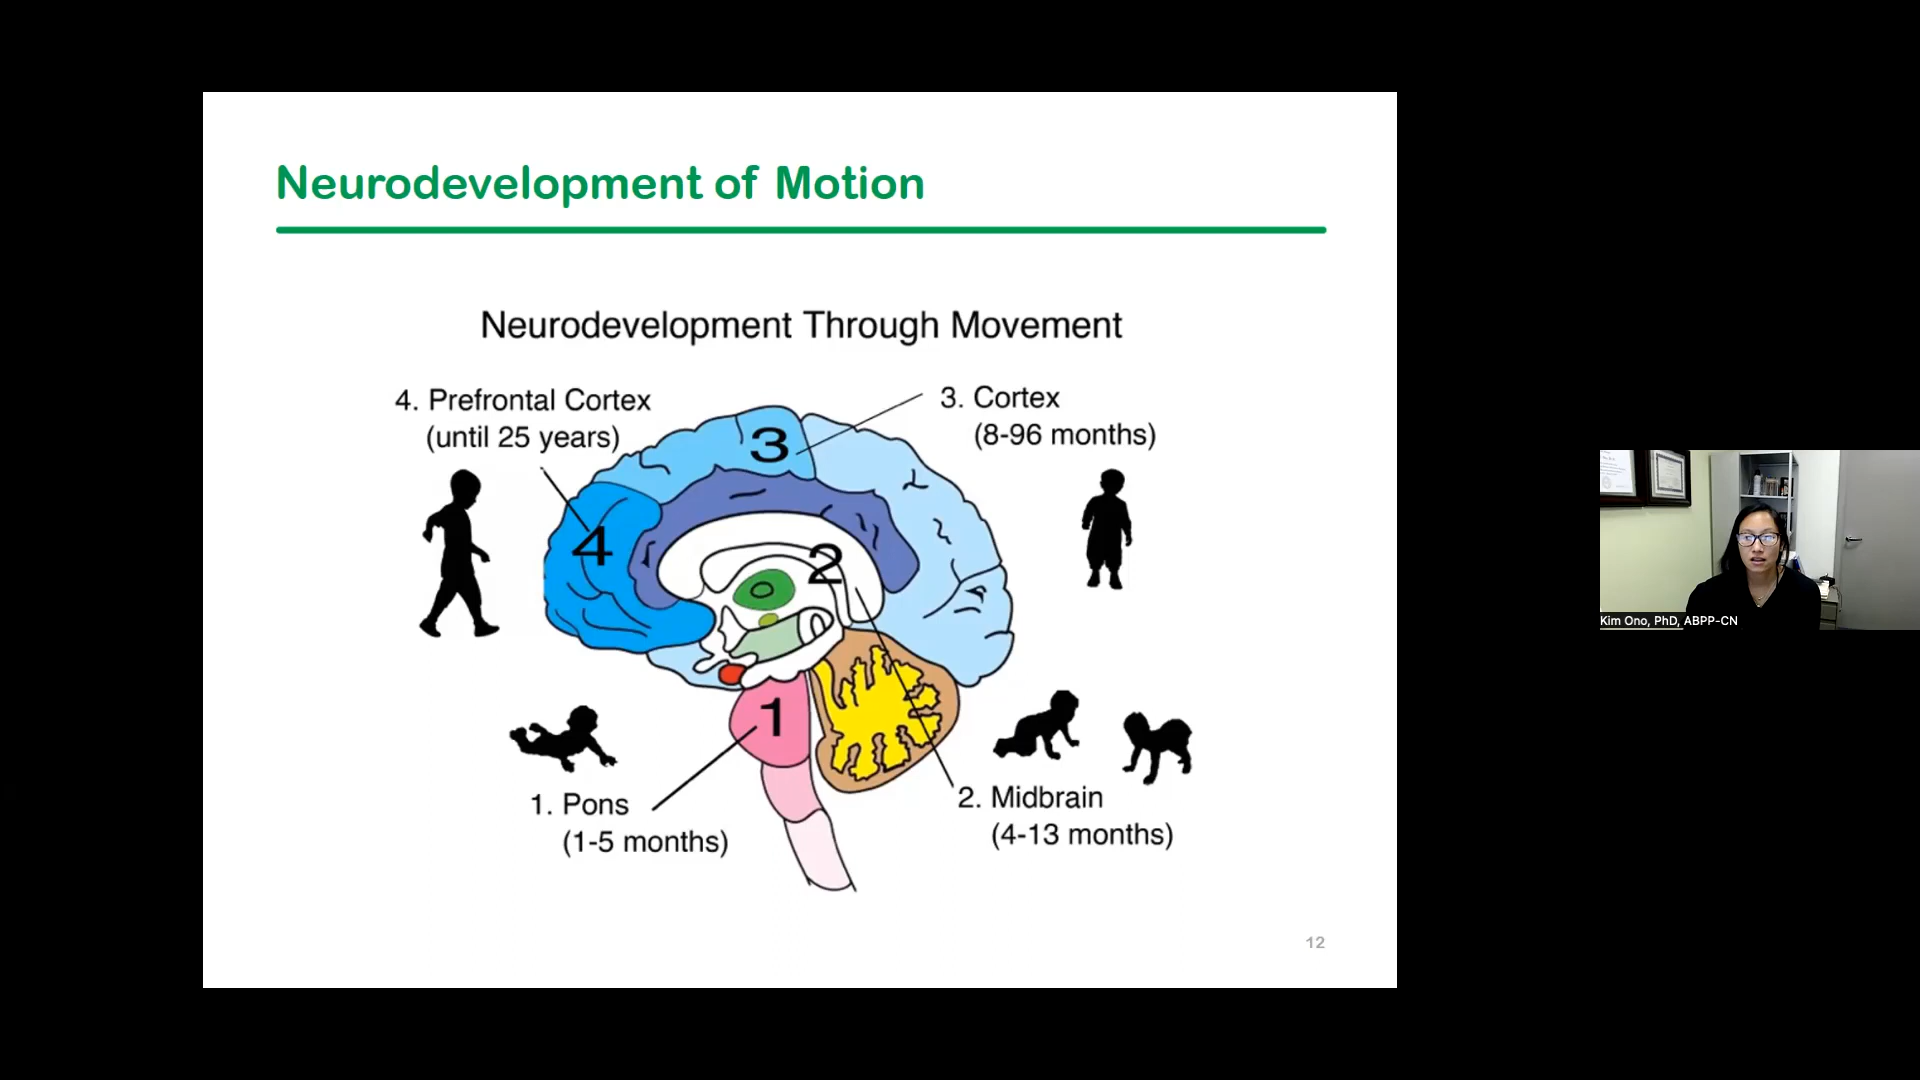 Neurodevelopment of Motion
Neurodevelopment Through Movement
4. Prefrontal Cortex
(until 25 years)
3. Cortex
(8-96 months)
3
4
2
1
1. Pons
(1-5 months)
2. Midbrain
(4-13 months)
12
Kim Ono, PhD, ABPP-CN